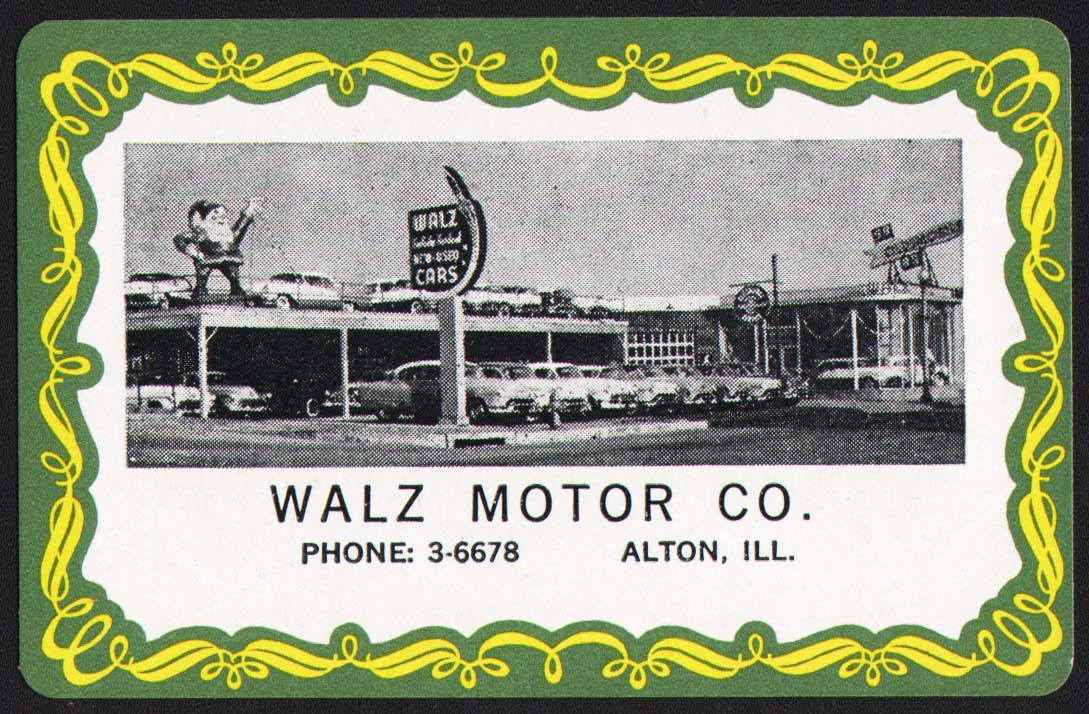 WALZ
NEW-USED
CARS
WALZ MOTOR CO.
PHONE: 3-6678 ALTON, ILL.